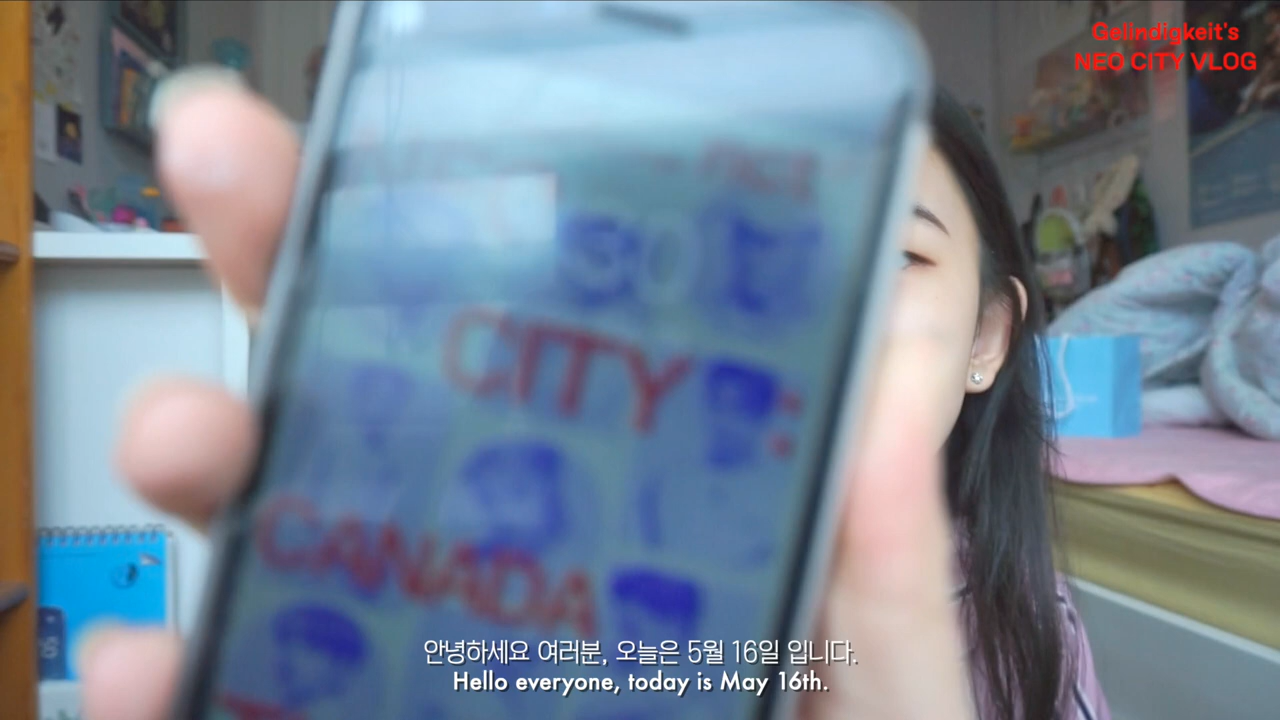 Gelindigkeit's
NEO CITY VLOG
CITY :
CANADA
안녕하세요 여러분, 오늘은 5월 16일 입니다.
Hello everyone, today is May 16th.